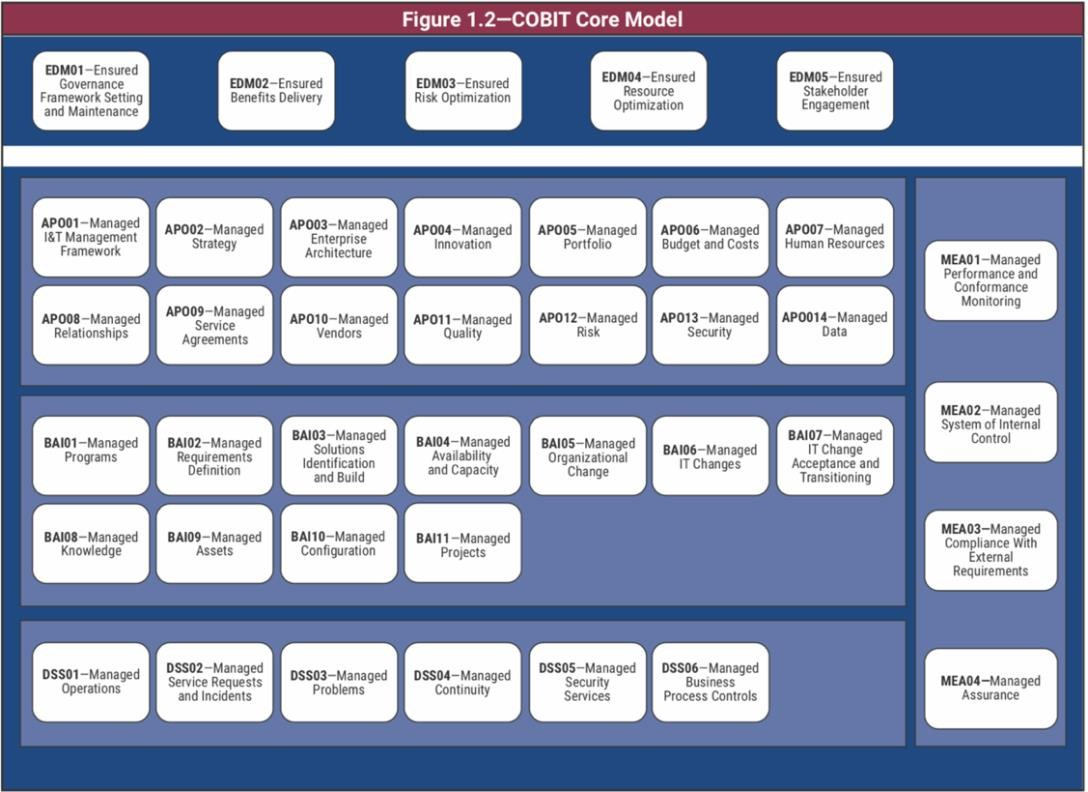 Figure 1.2—COBIT Core Model
EDM01—Ensured
Governance
Framework Setting
and Maintenance
EDM02—Ensured
Benefits Delivery
EDM03—Ensured
Risk Optimization
EDM04—Ensured
Resource
Optimization
EDM05—Ensured
Stakeholder
Engagement
APO01—Managed
I&T Management
Framework
APO02—Managed
Strategy
APO03—Managed
Enterprise
Architecture
APO04—Managed
Innovation
APO05—Managed
Portfolio
APO06—Managed
Budget and Costs
APO07—Managed
Human Resources
APO08—Managed
Relationships
APO09—Managed
Service
Agreements
APO10—Managed
Vendors
APO11—Managed
Quality
APO12—Managed
Risk
APO13—Managed
Security
APO014—Managed
Data
BAI01—Managed
Programs
BAI02—Managed
Requirements
Definition
BAI03—Managed
Solutions
Identification
and Build
BAI04—Managed
Availability
and Capacity
BAI05—Managed
Organizational
Change
BAI06—Managed
IT Changes
BAI07—Managed
IT Change
Acceptance and
Transitioning
BAI08—Managed
Knowledge
BAI09—Managed
Assets
BAI10—Managed
Configuration
BAI11—Managed
Projects
DSS01—Managed
Operations
DSS02—Managed
Service Requests
and Incidents
DSS03—Managed
Problems
DSS04—Managed
Continuity
DSS05—Managed
Security
Services
DSS06—Managed
Business
Process Controls
MEA01—Managed
Performance and
Conformance
Monitoring
MEA02—Managed
System of Internal
Control
MEA03—Managed
Compliance With
External
Requirements
MEA04—Managed
Assurance